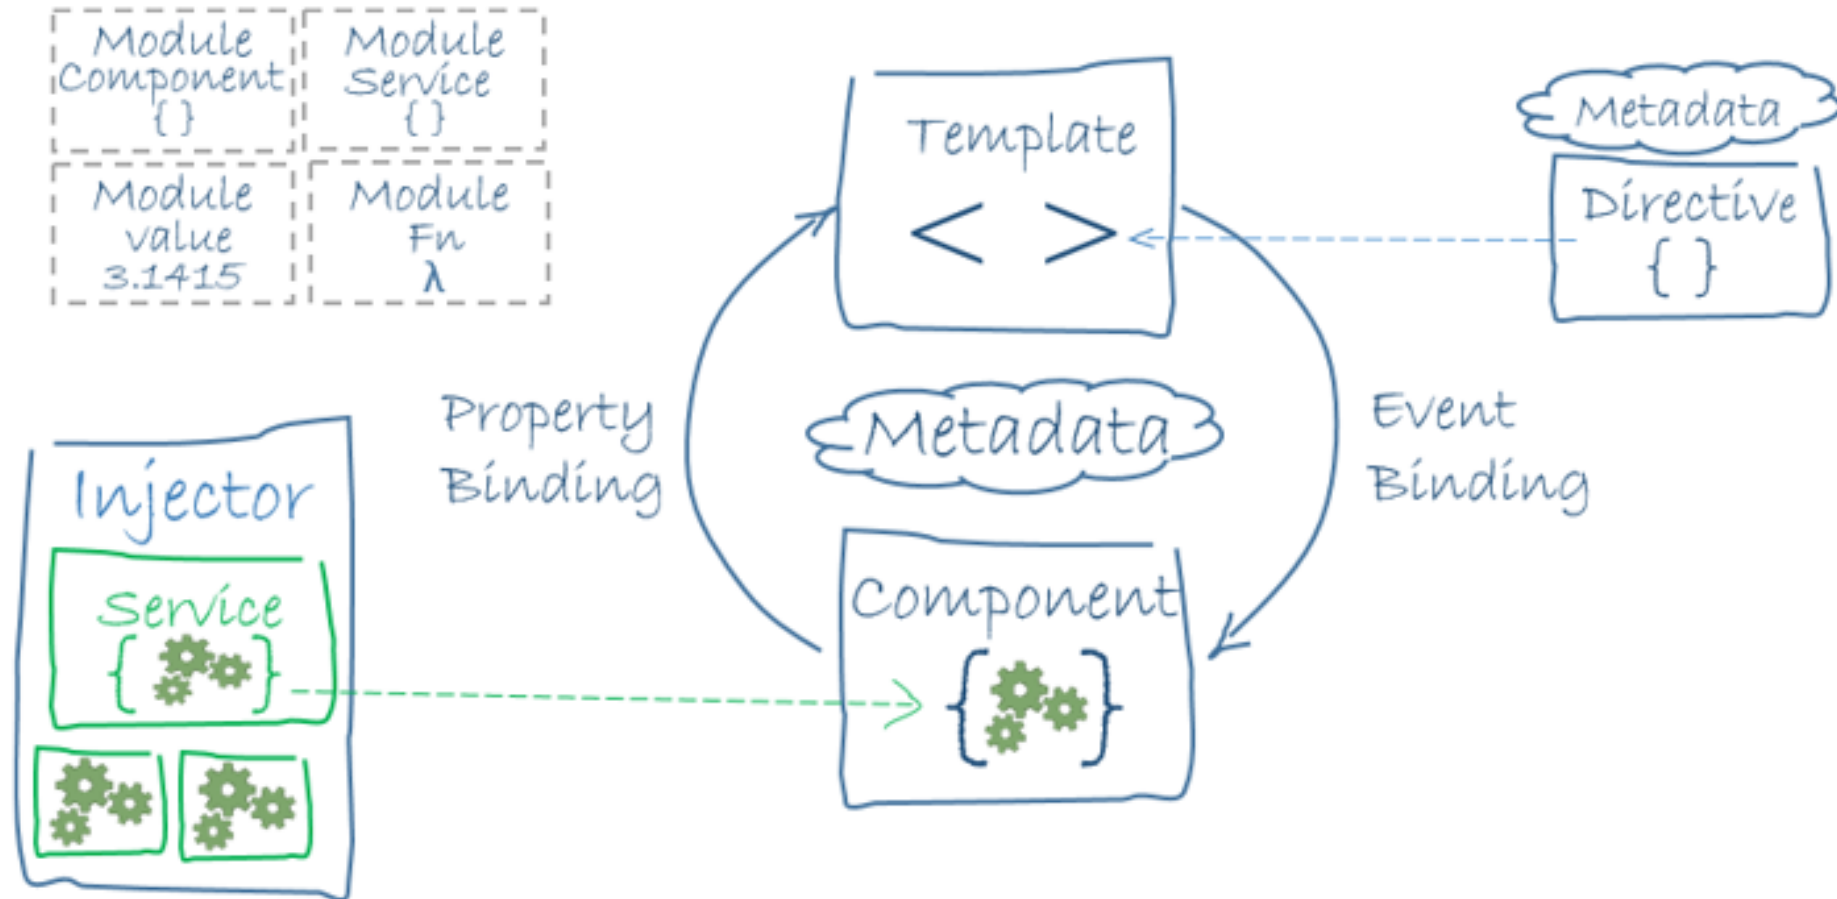 Module
Component
{ }
Module
Service
{ }
Module
value
3.1415
Module
Fn
λ
Template
< >
Metadata
Directive
{ }
Property
Binding
Metadata
Event
Binding
Injector
Service
{ }
Component
{ }